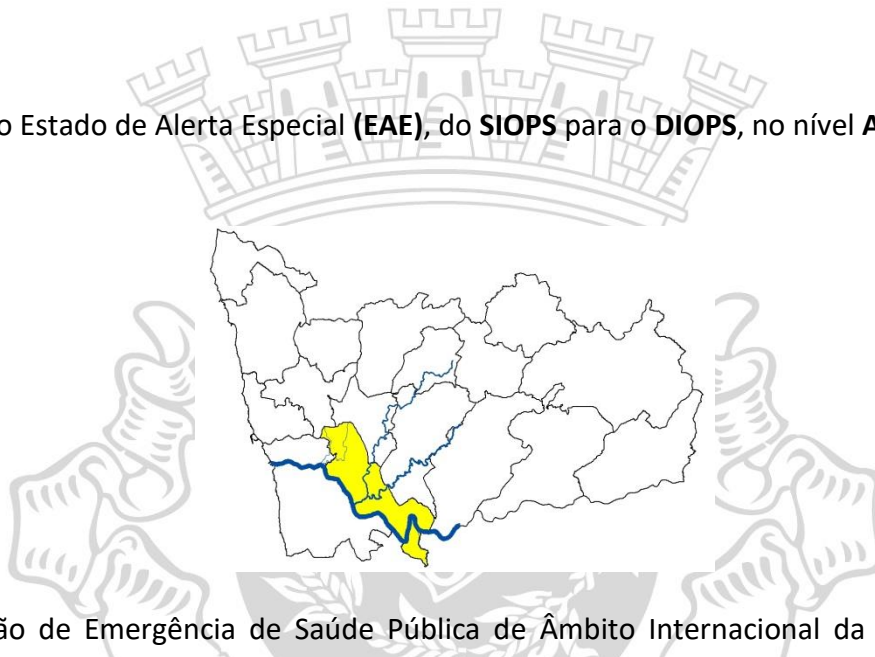 o Estado de Alerta Especial (EAE), do SIOPS para o DIOPS, no nível A
ão de Emergência de Saúde Pública de Âmbito Internacional da